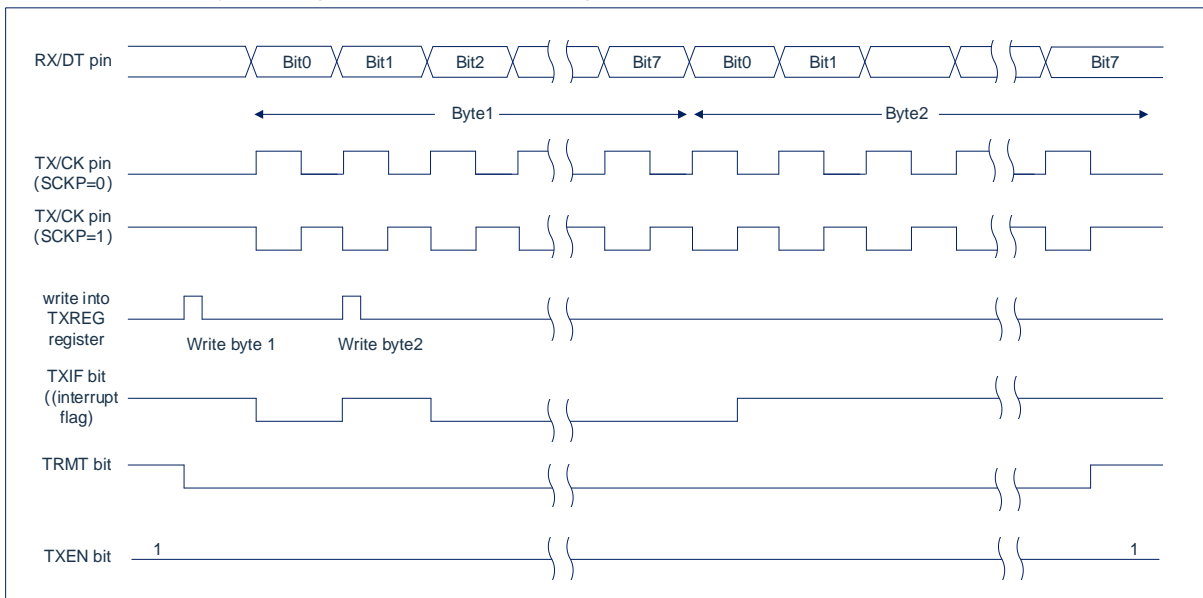 RX/DT pin
Bit0 Bit1 Bit2 Bit7 Bit0 Bit1 Bit7
Byte1 Byte2
TX/CK pin
(SCKP=0)
TX/CK pin
(SCKP=1)
write into
TXREG
register
Write byte 1 Write byte2
TXIF bit
((interrupt
flag)
TRMT bit
TXEN bit 1 1